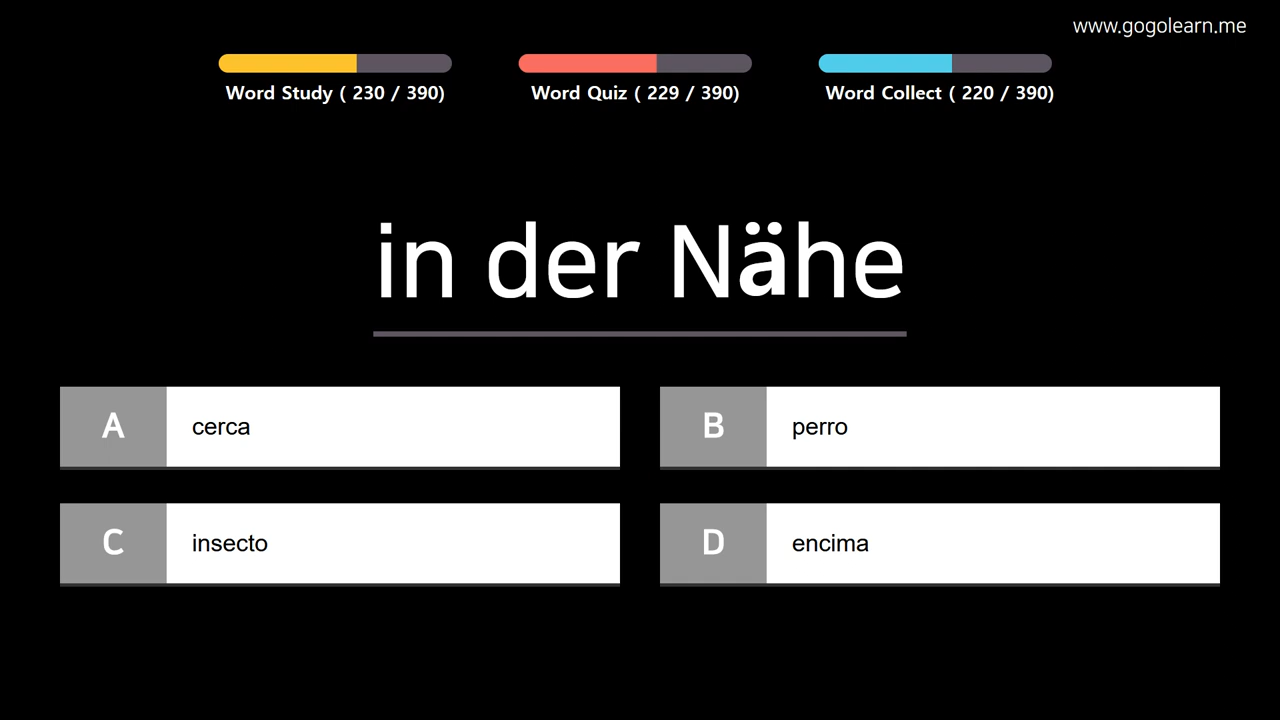 www.gogolearn.me
Word Study ( 230 / 390)
Word Quiz ( 229 / 390)
Word Collect ( 220 / 390)
in der Nähe
A cerca
B perro
C insecto
D encima